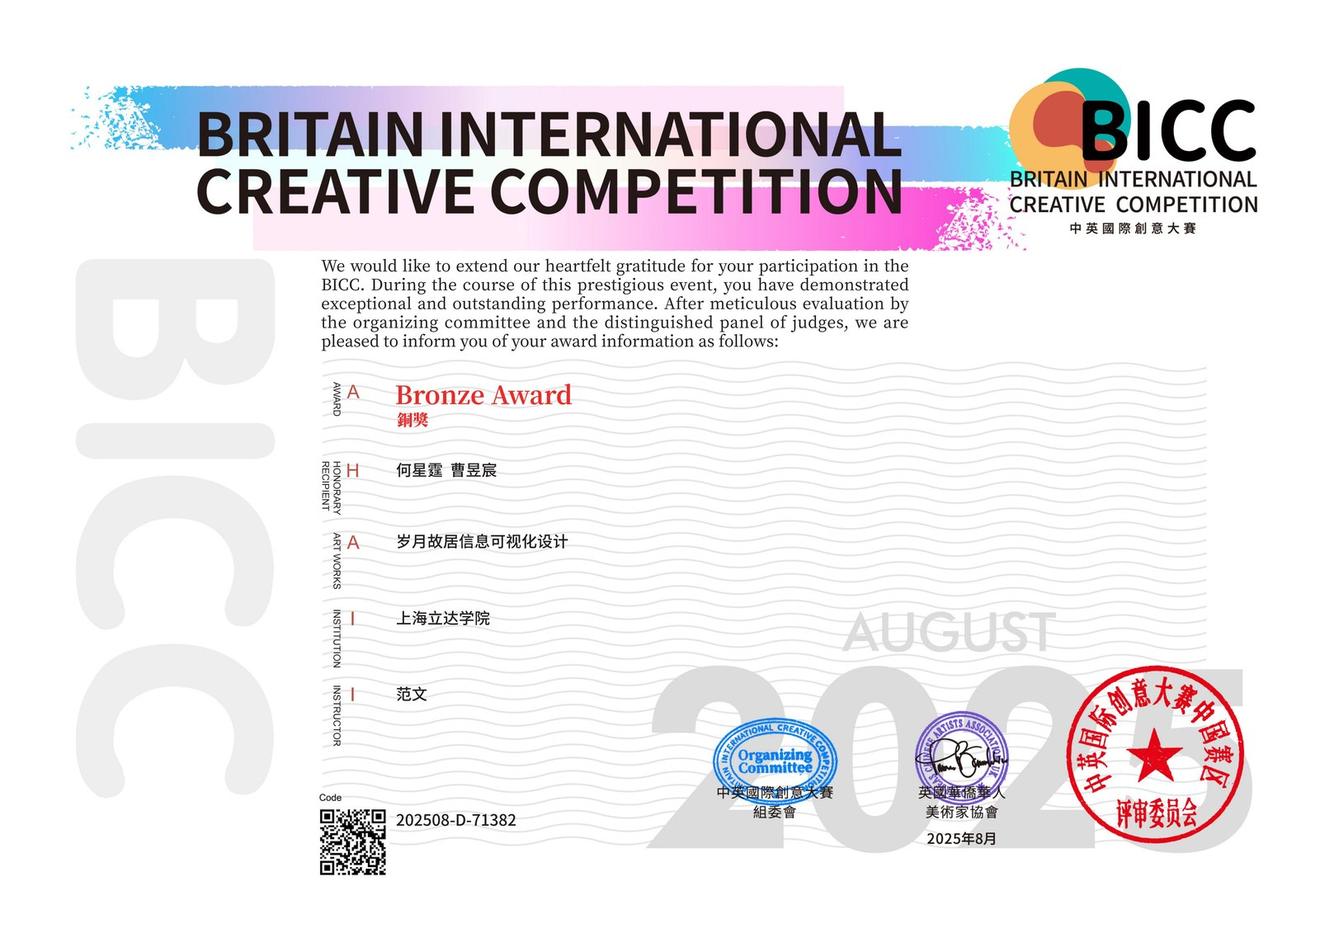 BRITAIN INTERNATIONAL
CREATIVE COMPETITION
BICC
BRITAIN INTERNATIONAL
CREATIVE COMPETITION
中英國際創意大賽
BICC
We would like to extend our heartfelt gratitude for your participation in the
BICC. During the course of this prestigious event, you have demonstrated
exceptional and outstanding performance. After meticulous evaluation by
the organizing committee and the distinguished panel of judges, we are
pleased to inform you of your award information as follows:
AWARD
A
Bronze Award
銅獎
HONORARY
RECIPIENT
H
何星霆 曹昱宸
ART WORKS
A
岁月故居信息可视化设计
INSTITUTION
I
上海立达学院
INSTRUCTOR
I
范文
AUGUST
2025
Code
202508-D-71382
BRITAIN INTERNATIONAL CREATIVE COMPETITION
Organizing
Committee
中英國際創意大賽
組委會
英國華僑華人
美術家協會
2025年8月
中英国际创意大赛中国赛区
评审委员会